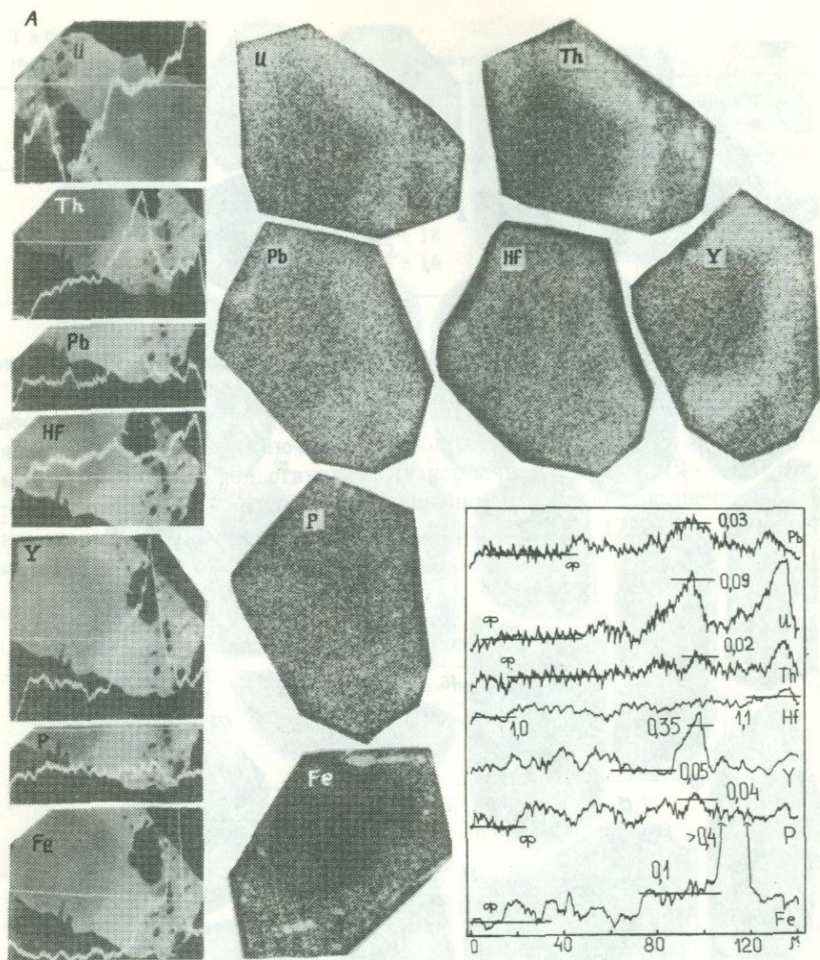 A
U
Th
Pb
Hf
Y
P
Fe
U
Th
Pb
Hf
Y
P
Fe
0,03
Pb
ф
0,09
ф
U
ф
0,02
Th
1,0
0,35
1,1
Hf
0,05
Y
0,04
ф
>0,4
P
0,1
ф
Fe
0 40 80 120 м